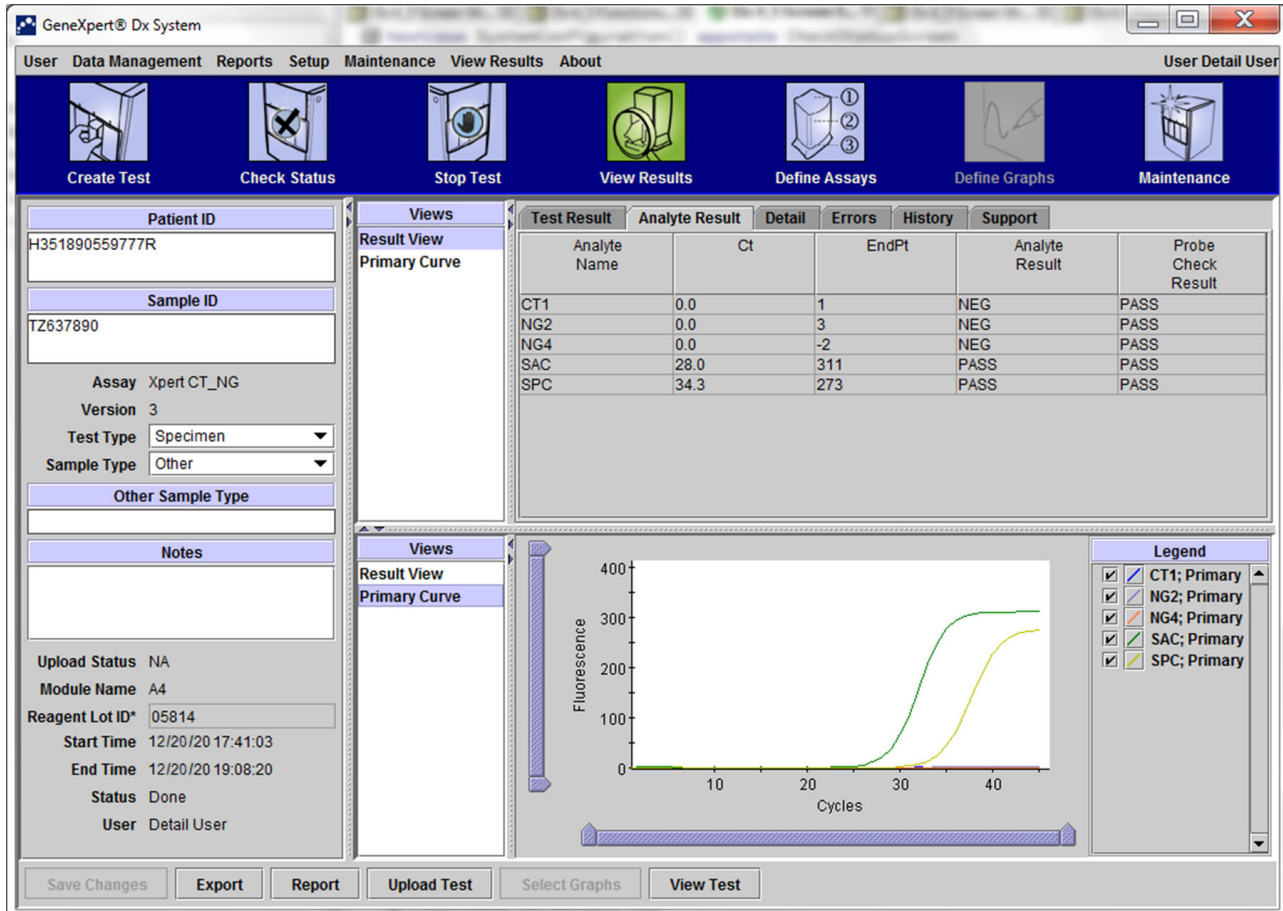 GeneXpert® Dx System
User Data Management Reports Setup Maintenance View Results About User Detail User
Create Test Check Status Stop Test View Results Define Assays Define Graphs Maintenance
Patient ID
H351890559777R
Sample ID
TZ637890
Assay Xpert CT_NG
Version 3
Test Type Specimen
Sample Type Other
Other Sample Type
Notes
Upload Status NA
Module Name A4
Reagent Lot ID* 05814
Start Time 12/20/20 17:41:03
End Time 12/20/20 19:08:20
Status Done
User Detail User
Views
Result View
Primary Curve
Test Result Analyte Result Detail Errors History Support
Analyte Name Ct EndPt Analyte Result Probe Check Result
CT1 0.0 1 NEG PASS
NG2 0.0 3 NEG PASS
NG4 0.0 -2 NEG PASS
SAC 28.0 311 PASS PASS
SPC 34.3 273 PASS PASS
Views
Result View
Primary Curve
400
300
200
100
0
10 20 30 40
Fluorescence
Cycles
Legend
CT1; Primary
NG2; Primary
NG4; Primary
SAC; Primary
SPC; Primary
Save Changes Export Report Upload Test Select Graphs View Test